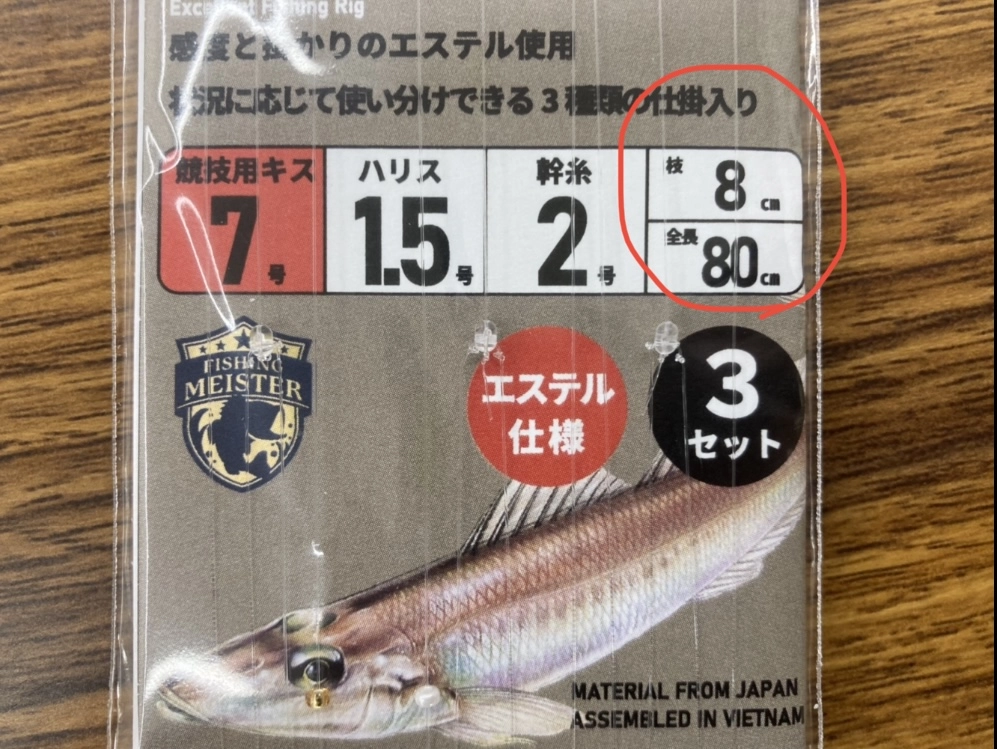 Excellent Fishing Rig
感度と掛かりのエステル使用
状況に応じて使い分けできる3種類の仕掛入り
競技用キス 7号
ハリス 1.5号
幹糸 2号
枝 8cm
全長 80cm
FISHING
MEISTER
エステル
仕様
3
セット
MATERIAL FROM JAPAN
ASSEMBLED IN VIETNAM